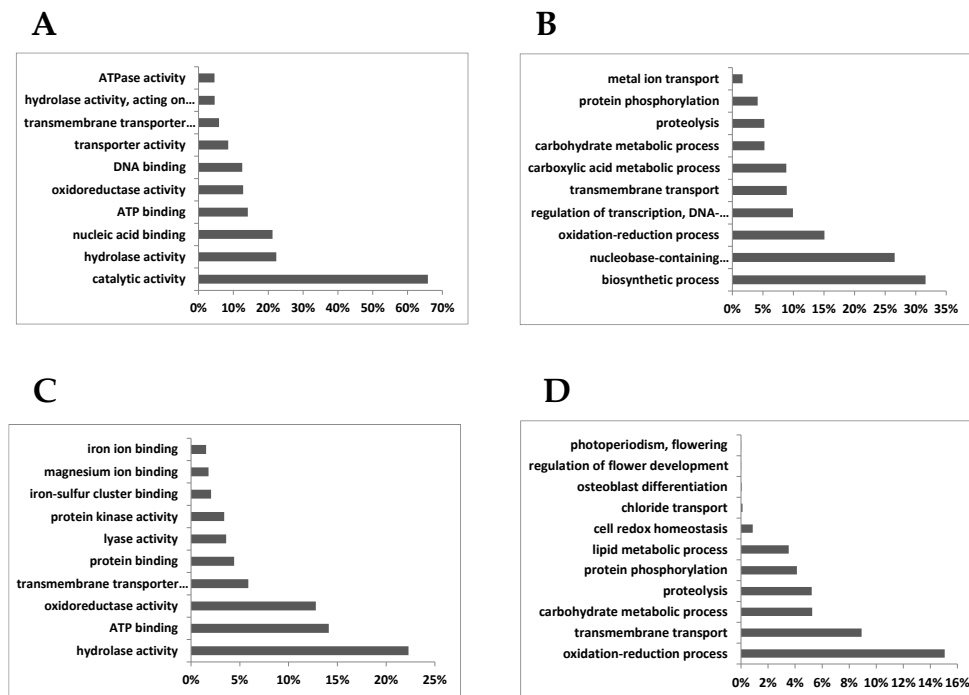 A
ATPase activity
hydrolase activity, acting on…
transmembrane transporter…
transporter activity
DNA binding
oxidoreductase activity
ATP binding
nucleic acid binding
hydrolase activity
catalytic activity
0% 10% 20% 30% 40% 50% 60% 70%
B
metal ion transport
protein phosphorylation
proteolysis
carbohydrate metabolic process
carboxylic acid metabolic process
transmembrane transport
regulation of transcription, DNA-…
oxidation-reduction process
nucleobase-containing…
biosynthetic process
0% 5% 10% 15% 20% 25% 30% 35%
C
iron ion binding
magnesium ion binding
iron-sulfur cluster binding
protein kinase activity
lyase activity
protein binding
transmembrane transporter…
oxidoreductase activity
ATP binding
hydrolase activity
0% 5% 10% 15% 20% 25%
D
photoperiodism, flowering
regulation of flower development
osteoblast differentiation
chloride transport
cell redox homeostasis
lipid metabolic process
protein phosphorylation
proteolysis
carbohydrate metabolic process
transmembrane transport
oxidation-reduction process
0% 2% 4% 6% 8% 10% 12% 14% 16%